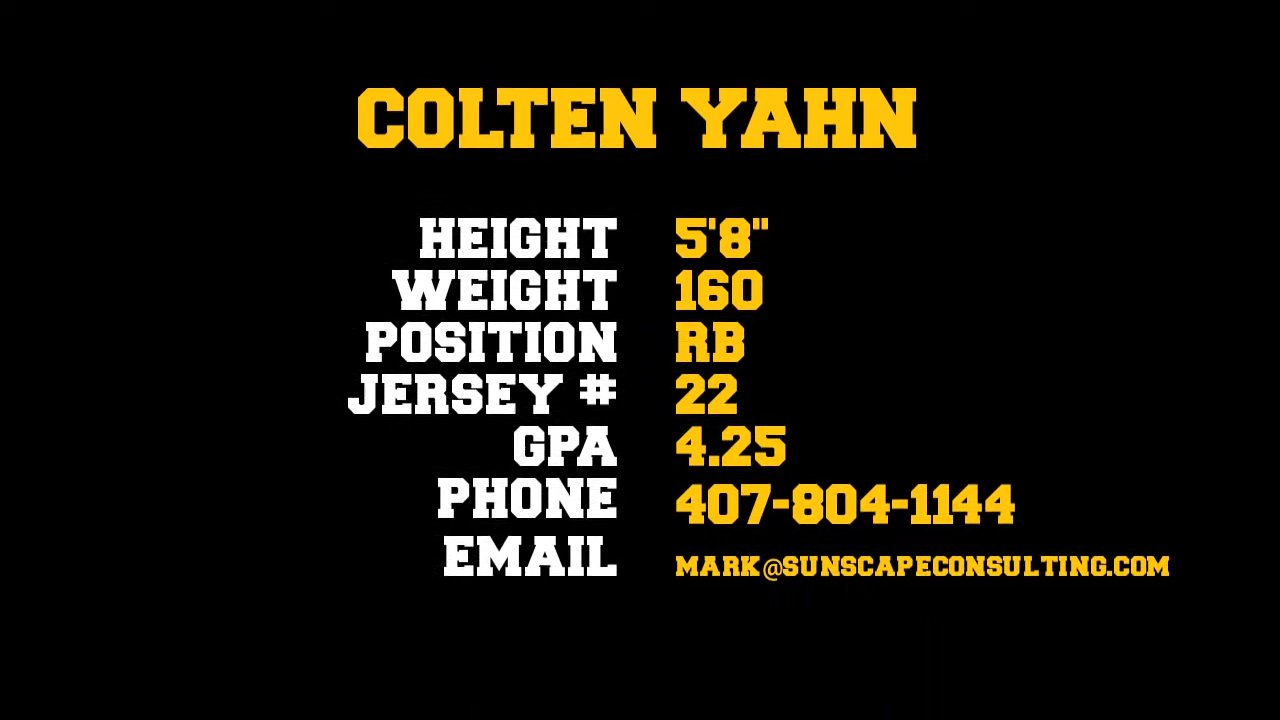 COLTEN YAHN
HEIGHT 5'8"
WEIGHT 160
POSITION RB
JERSEY # 22
GPA 4.25
PHONE 407-804-1144
EMAIL MARK@SUNSCAPECONSULTING.COM